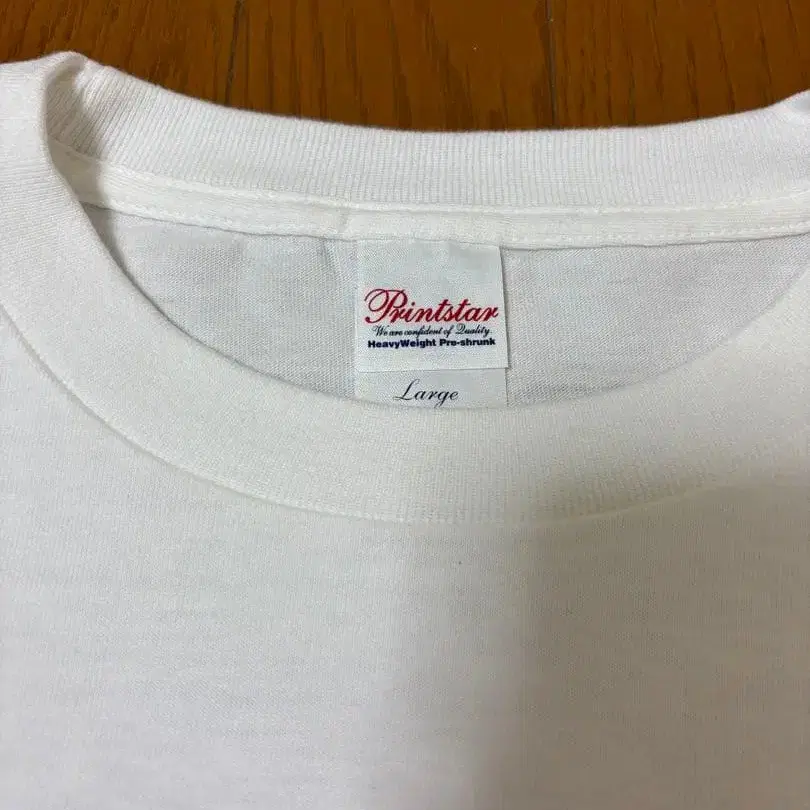 Printstar
We are confident of Quality.
HeavyWeight Pre-shrunk
Large